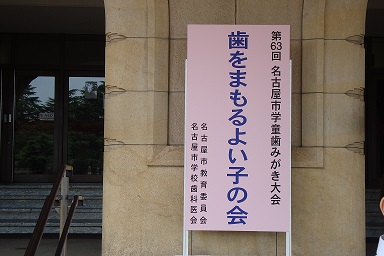 第63回 名古屋市学童歯みがき大会
歯をまもるよい子の会
名古屋市教育委員会
名古屋市学校歯科医会